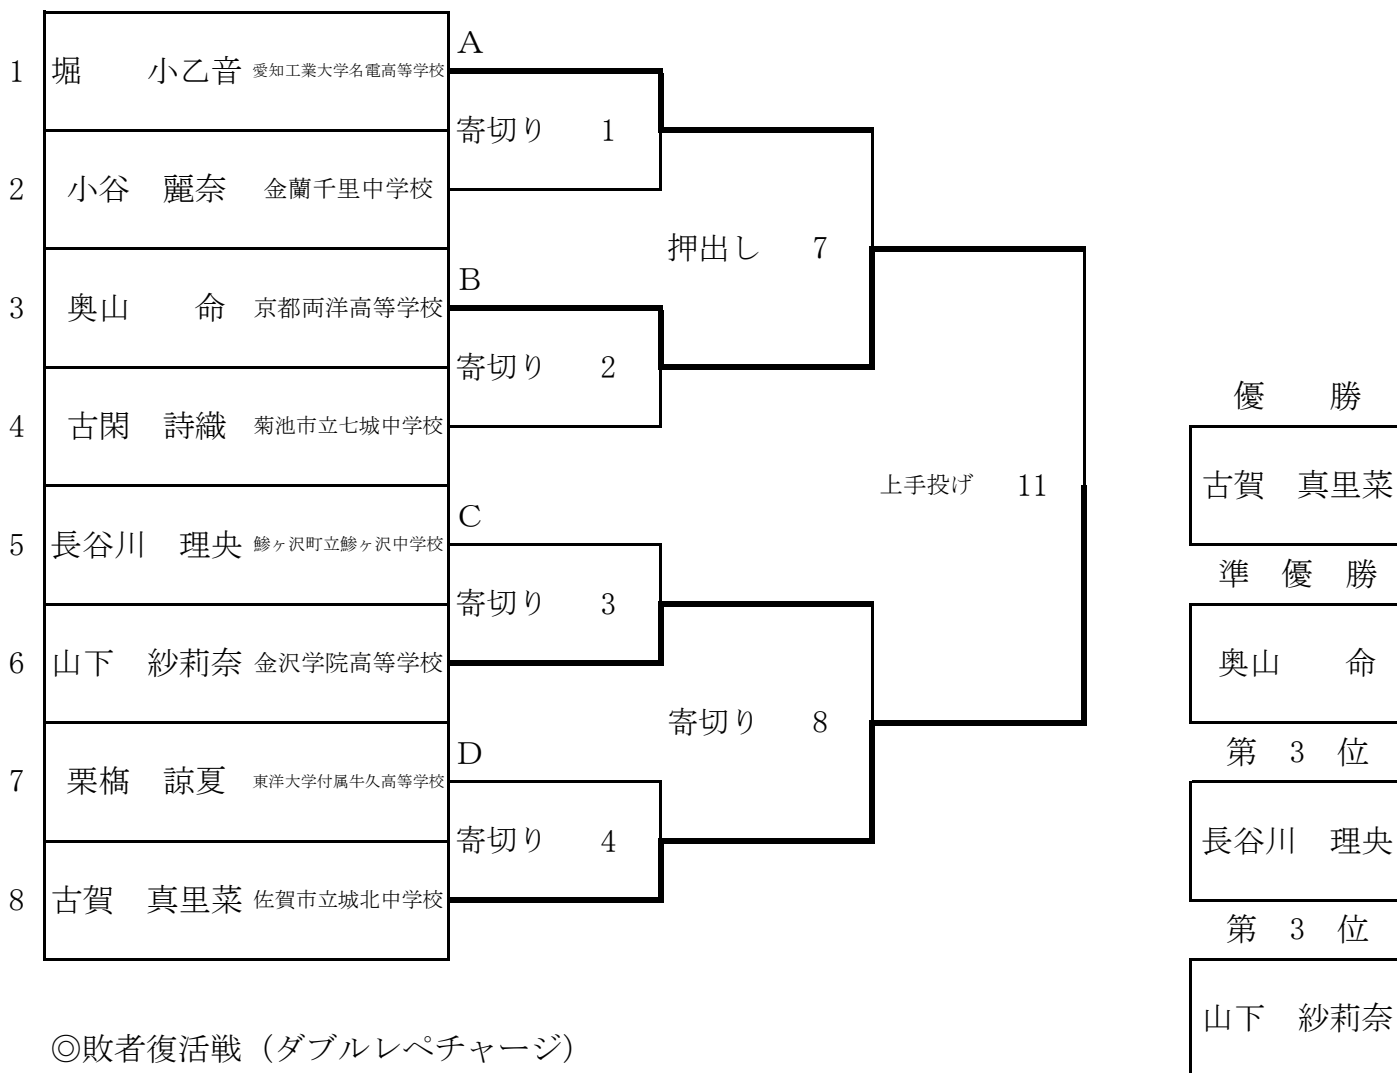 A
1 堀 小乙音 愛知工業大学名電高等学校
寄切り 1
2 小谷 麗奈 金蘭千里中学校
押出し 7
B
3 奥山 命 京都両洋高等学校
寄切り 2
優 勝
4 古閑 詩織 菊池市立七城中学校
上手投げ 11
古賀 真里菜
C
5 長谷川 理央 鯵ヶ沢町立鯵ヶ沢中学校
準 優 勝
寄切り 3
6 山下 紗莉奈 金沢学院高等学校
奥山 命
寄切り 8
D
第 3 位
7 栗橋 諒夏 東洋大学付属牛久高等学校
寄切り 4
長谷川 理央
8 古賀 真里菜 佐賀市立城北中学校
第 3 位
山下 紗莉奈
◎敗者復活戦（ダブルレペチャージ）